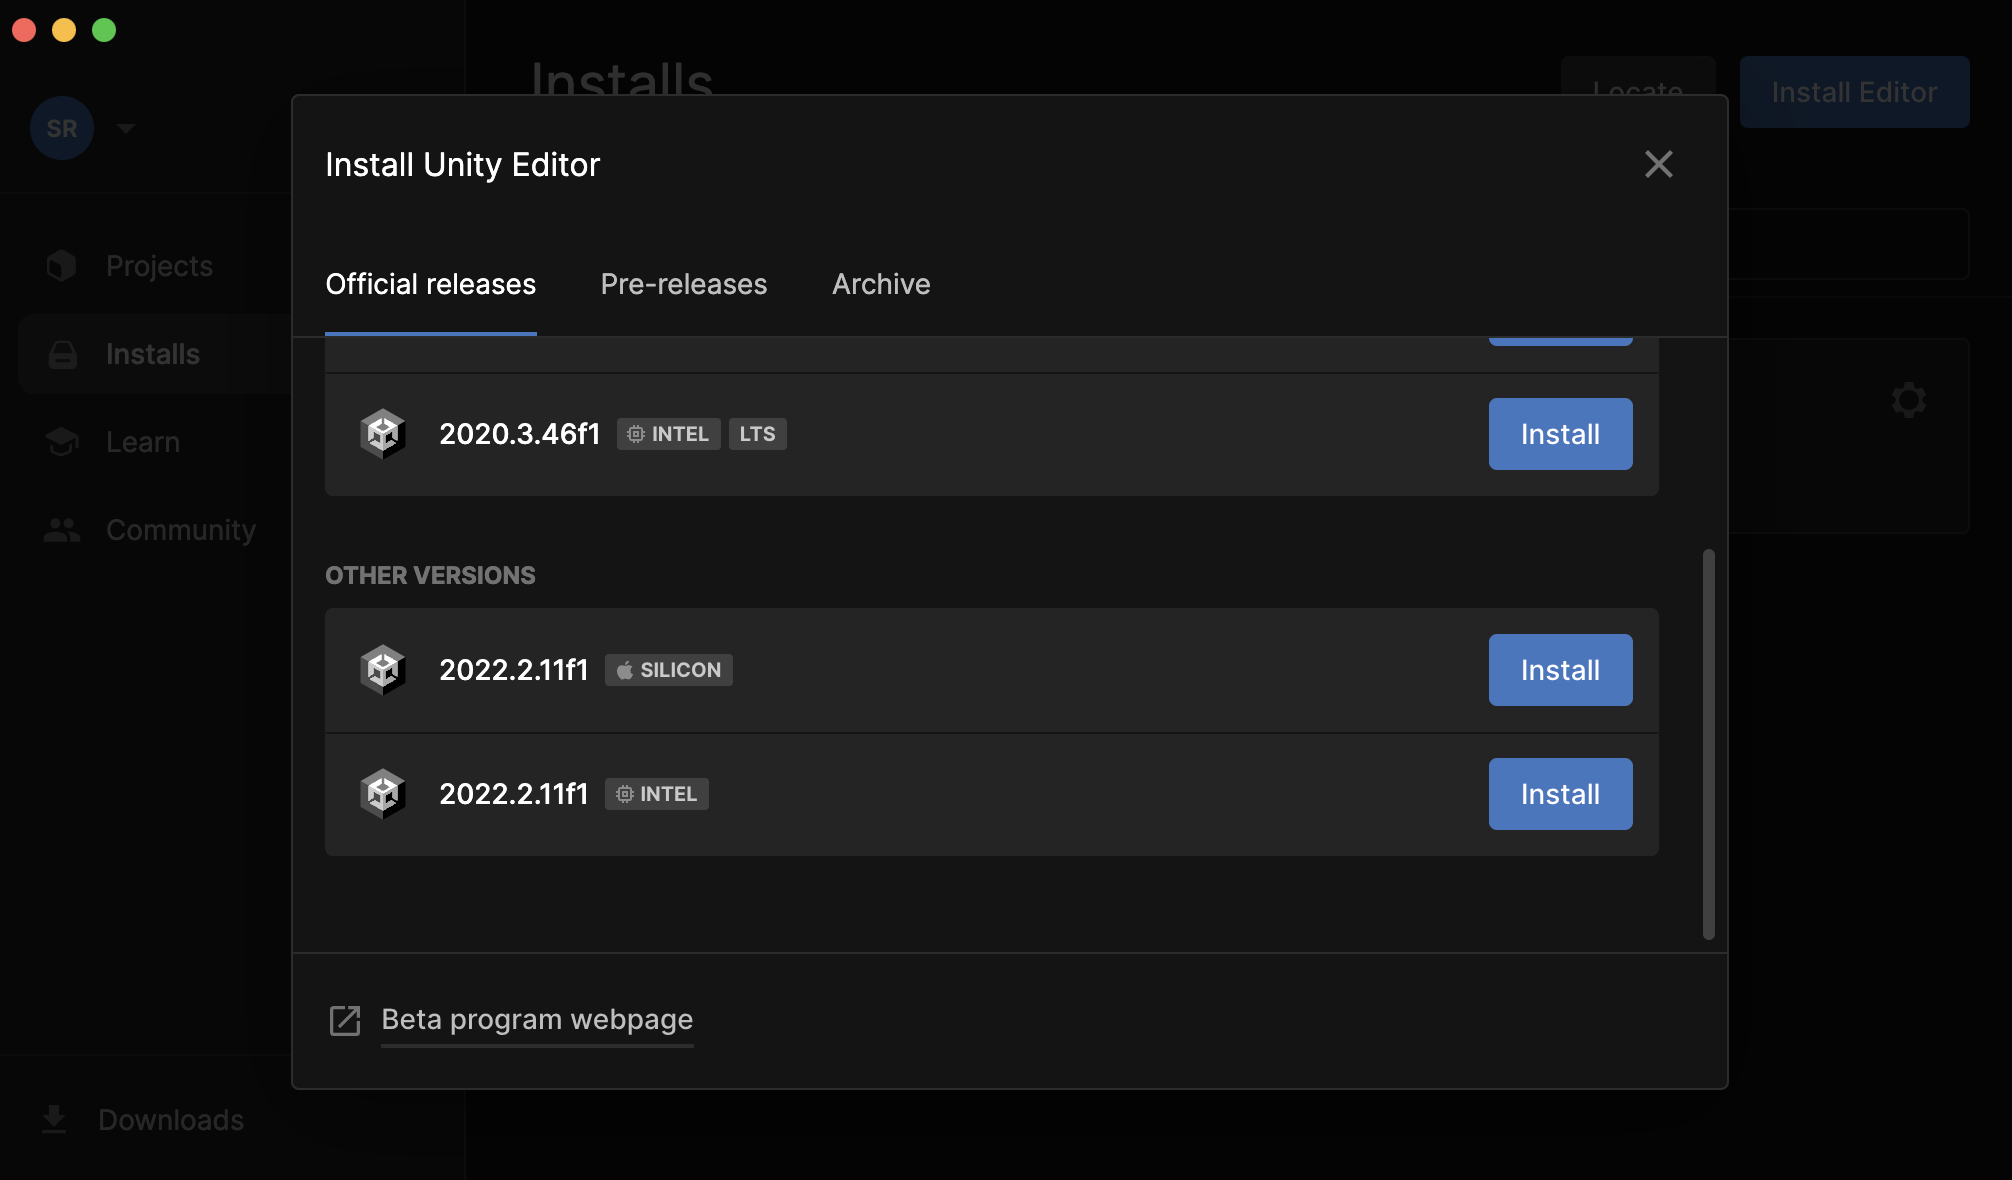 Installs
Locate
Install Editor
SR
Install Unity Editor
Projects
Official releases
Pre-releases
Archive
Installs
2020.3.46f1 INTEL LTS
Install
Learn
Community
OTHER VERSIONS
2022.2.11f1 SILICON
Install
2022.2.11f1 INTEL
Install
Beta program webpage
Downloads